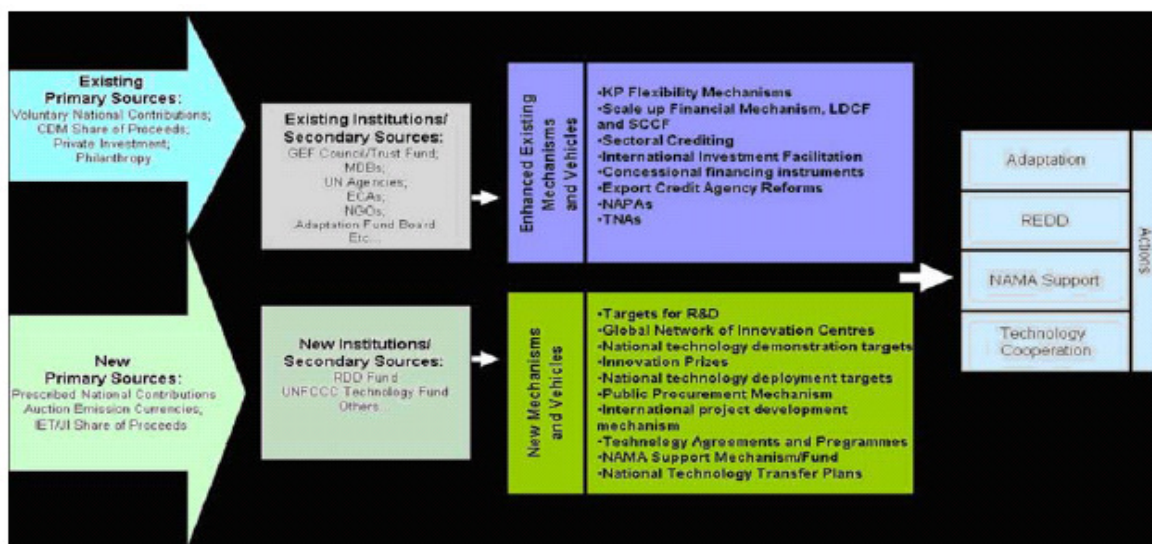 Existing
Primary Sources:
Voluntary National Contributions;
CDM Share of Proceeds;
Private Investment;
Philanthropy
Existing Institutions/
Secondary Sources:
GEF Council/Trust Fund;
MDBs;
UN Agencies;
ECAs;
NGOs;
Adaptation Fund Board
Etc...
Enhanced Existing
Mechanisms
and Vehicles
•KP Flexibility Mechanisms
•Scale up Financial Mechanism, LDCF
and SCCF
•Sectoral Crediting
•International Investment Facilitation
•Concessional financing instruments
•Export Credit Agency Reforms
•NAPAs
•TNAs
New
Primary Sources:
Prescribed National Contributions
Auction Emission Currencies;
IET/JI Share of Proceeds
New Institutions/
Secondary Sources:
RDD Fund
UNFCCC Technology Fund
Others...
New Mechanisms
and Vehicles
•Targets for R&D
•Global Network of Innovation Centres
•National technology demonstration targets
•Innovation Prizes
•National technology deployment targets
•Public Procurement Mechanism
•International project development
mechanism
•Technology Agreements and Programmes
•NAMA Support Mechanism/Fund
•National Technology Transfer Plans
Adaptation
REDD
NAMA Support
Technology
Cooperation
Actions